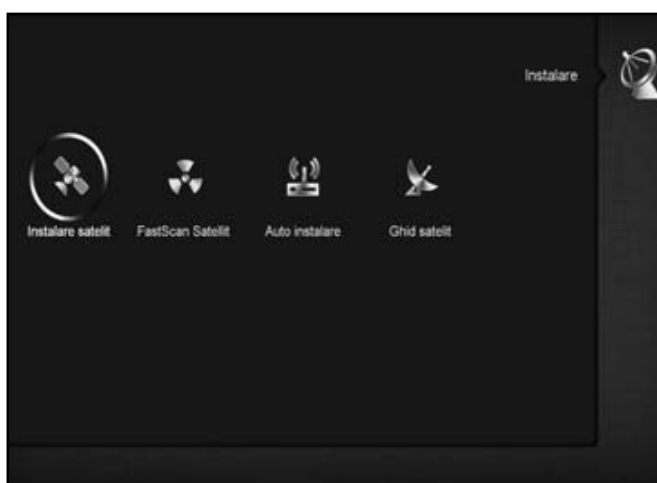 Instalare
Instalare satelit
FastScan Satellit
Auto instalare
Ghid satelit